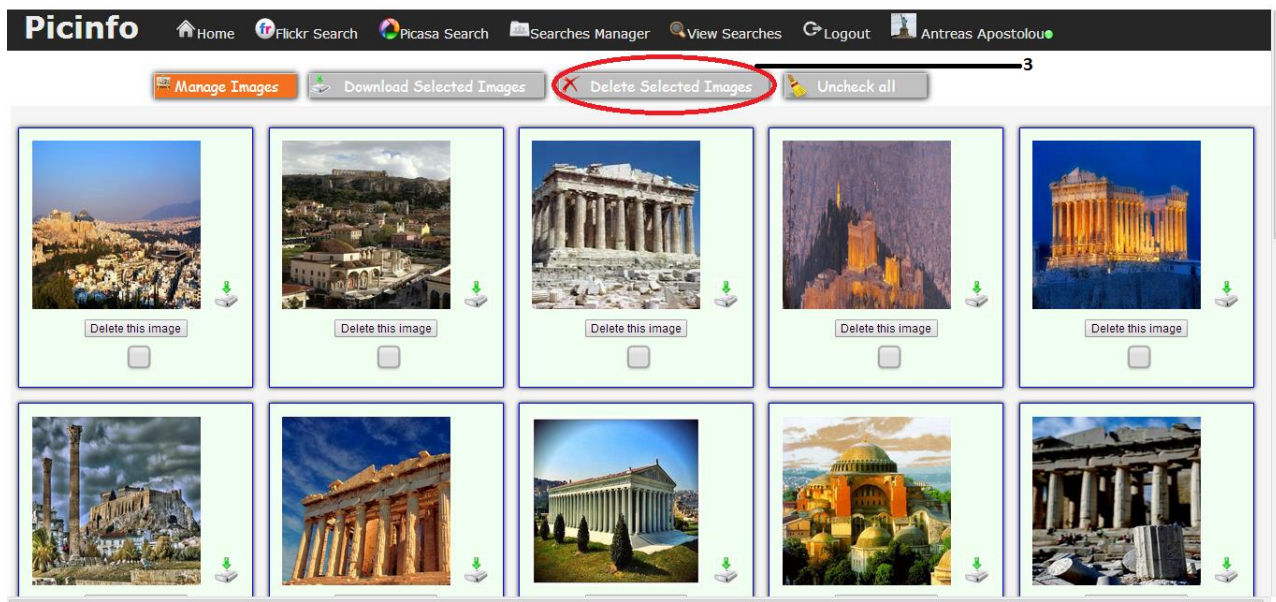 Picinfo Home Flickr Search Picasa Search Searches Manager View Searches Logout Antreas Apostolou
3
Manage Images Download Selected Images Delete Selected Images Uncheck all
Delete this image Delete this image Delete this image Delete this image Delete this image